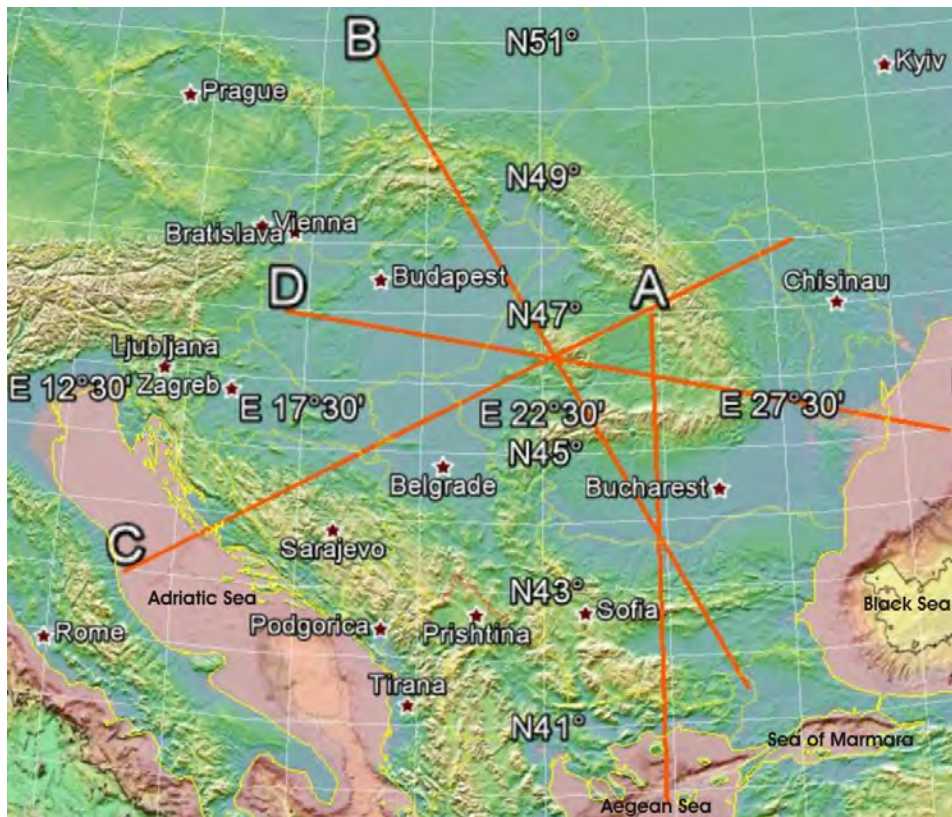 B
N51°
Kyiv
Prague
N49°
Vienna
Bratislava
Budapest
D
A
N47°
Chisinau
Ljubljana
E 12°30'
Zagreb
E 17°30'
E 22°30'
E 27°30'
N45°
Belgrade
Bucharest
C
Sarajevo
Adriatic Sea
N43°
Black Sea
Rome
Podgorica
Prishtina
Sofia
Tirana
N41°
Sea of Marmara
Aegean Sea